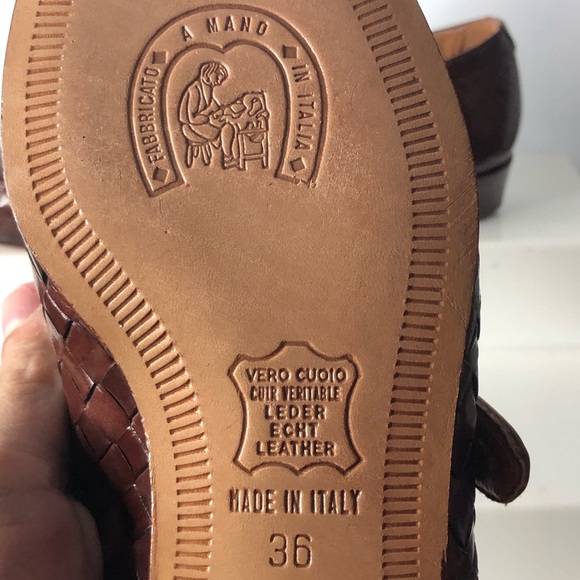 FABBRICATO A MANO IN ITALIA
VERO CUOIO
CUIR VERITABLE
LEDER
ECHT
LEATHER
MADE IN ITALY
36